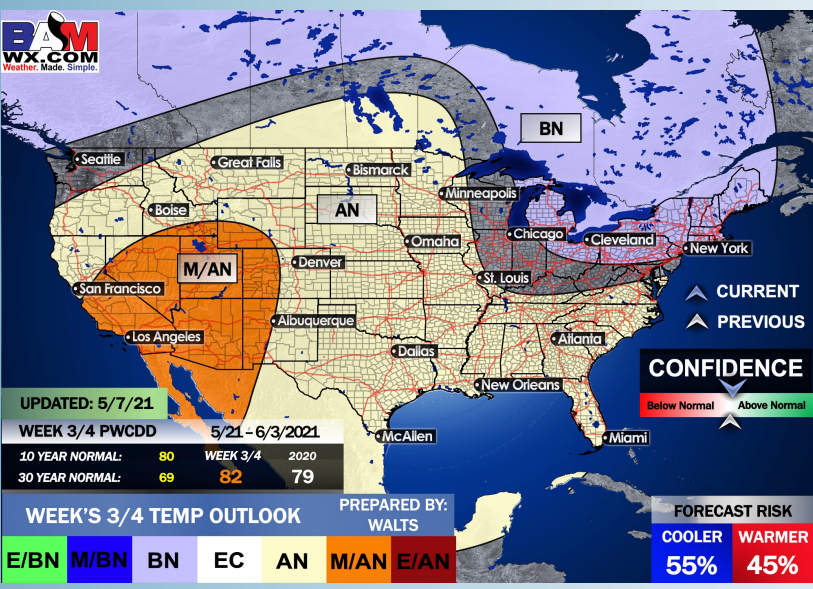 BAM
WX.COM
Weather. Made. Simple.
BN
Seattle
Great Falls
Bismarck
Minneapolis
Boise
AN
Omaha
Chicago
Cleveland
New York
M/AN
Denver
St. Louis
San Francisco
CURRENT
PREVIOUS
Albuquerque
Los Angeles
Atlanta
Dallas
New Orleans
CONFIDENCE
Below Normal Above Normal
McAllen
Miami
UPDATED: 5/7/21
WEEK 3/4 PWCDD 5/21 - 6/3/2021
10 YEAR NORMAL: 80 WEEK 3/4 2020
30 YEAR NORMAL: 69 82 79
WEEK'S 3/4 TEMP OUTLOOK
PREPARED BY:
WALTS
E/BN M/BN BN EC AN M/AN E/AN
FORECAST RISK
COOLER WARMER
55% 45%